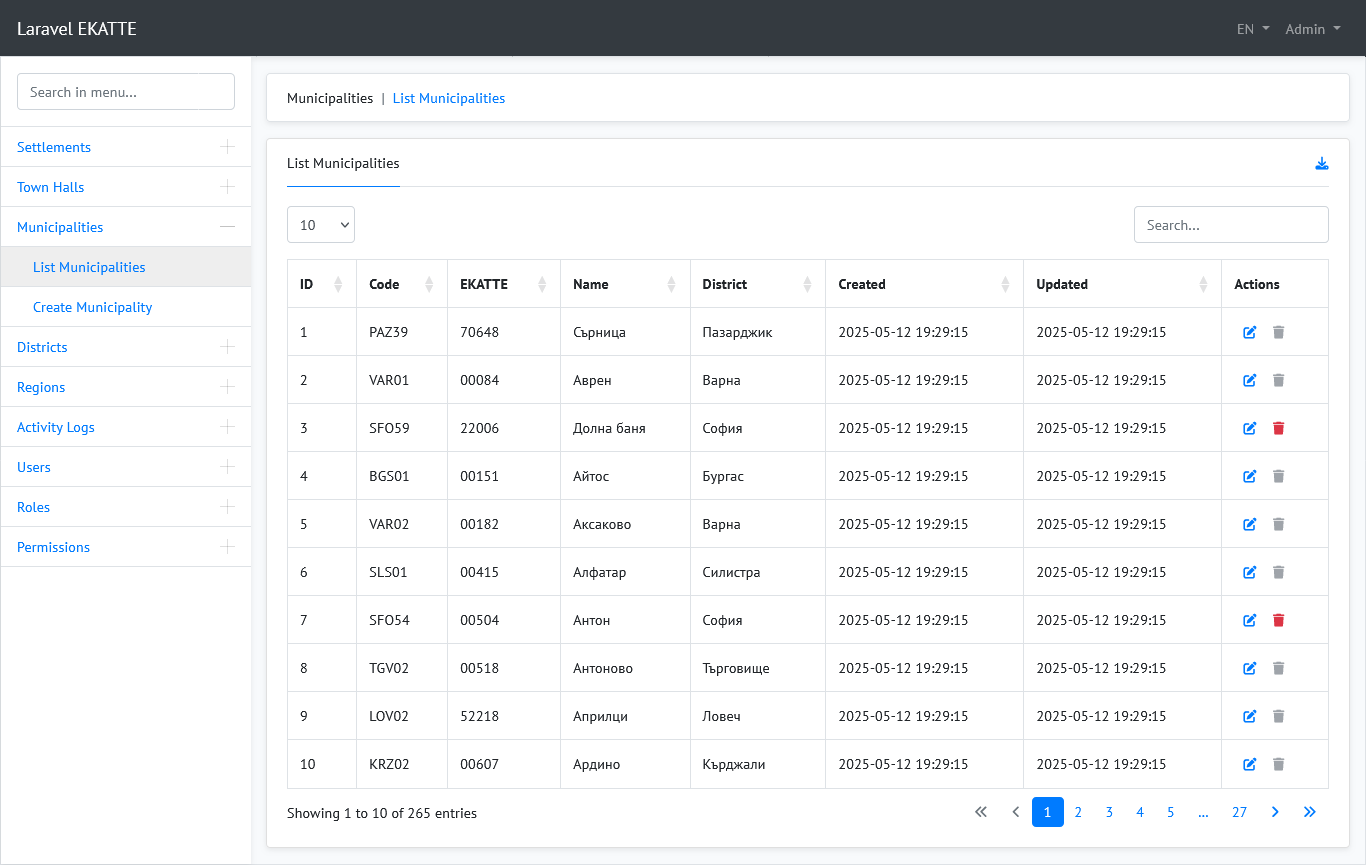 Laravel EKATTE
EN Admin
Search in menu...
Settlements
Town Halls
Municipalities
List Municipalities
Create Municipality
Districts
Regions
Activity Logs
Users
Roles
Permissions
Municipalities | List Municipalities
List Municipalities
10 Search...
ID Code EKATTE Name District Created Updated Actions
1 PAZ39 70648 Сърница Пазарджик 2025-05-12 19:29:15 2025-05-12 19:29:15
2 VAR01 00084 Аврен Варна 2025-05-12 19:29:15 2025-05-12 19:29:15
3 SFO59 22006 Долна баня София 2025-05-12 19:29:15 2025-05-12 19:29:15
4 BGS01 00151 Айтос Бургас 2025-05-12 19:29:15 2025-05-12 19:29:15
5 VAR02 00182 Аксаково Варна 2025-05-12 19:29:15 2025-05-12 19:29:15
6 SLS01 00415 Алфатар Силистра 2025-05-12 19:29:15 2025-05-12 19:29:15
7 SFO54 00504 Антон София 2025-05-12 19:29:15 2025-05-12 19:29:15
8 TGV02 00518 Антоново Търговище 2025-05-12 19:29:15 2025-05-12 19:29:15
9 LOV02 52218 Априлци Ловеч 2025-05-12 19:29:15 2025-05-12 19:29:15
10 KRZ02 00607 Ардино Кърджали 2025-05-12 19:29:15 2025-05-12 19:29:15
Showing 1 to 10 of 265 entries
1 2 3 4 5 ... 27